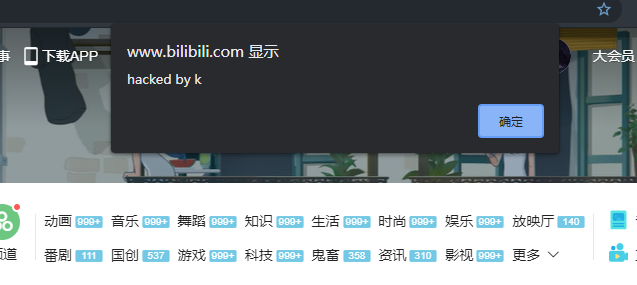 事 下载APP
www.bilibili.com 显示
hacked by k
确定
大会员
动画 999+ 音乐 999+ 舞蹈 999+ 知识 999+ 生活 999+ 时尚 999+ 娱乐 999+ 放映厅 140
频道
番剧 111 国创 537 游戏 999+ 科技 999+ 鬼畜 358 资讯 310 影视 999+ 更多